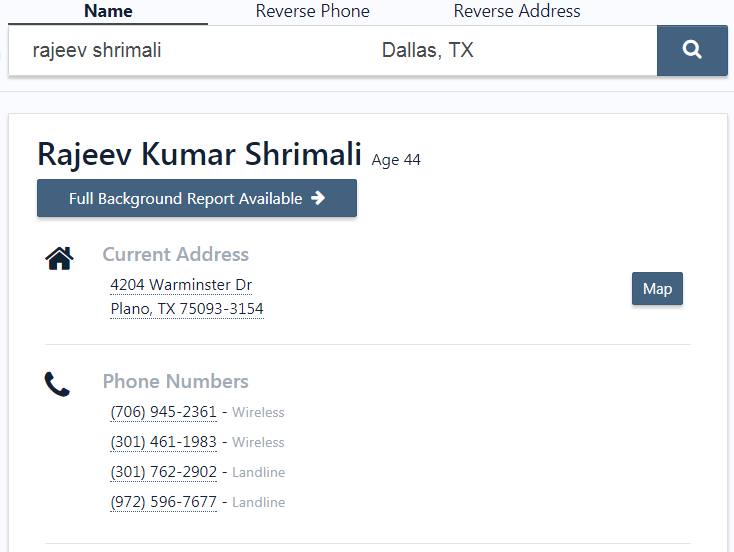 Name Reverse Phone Reverse Address
rajeev shrimali Dallas, TX
Rajeev Kumar Shrimali Age 44
Full Background Report Available
Current Address
4204 Warminster Dr
Plano, TX 75093-3154
Map
Phone Numbers
(706) 945-2361 - Wireless
(301) 461-1983 - Wireless
(301) 762-2902 - Landline
(972) 596-7677 - Landline